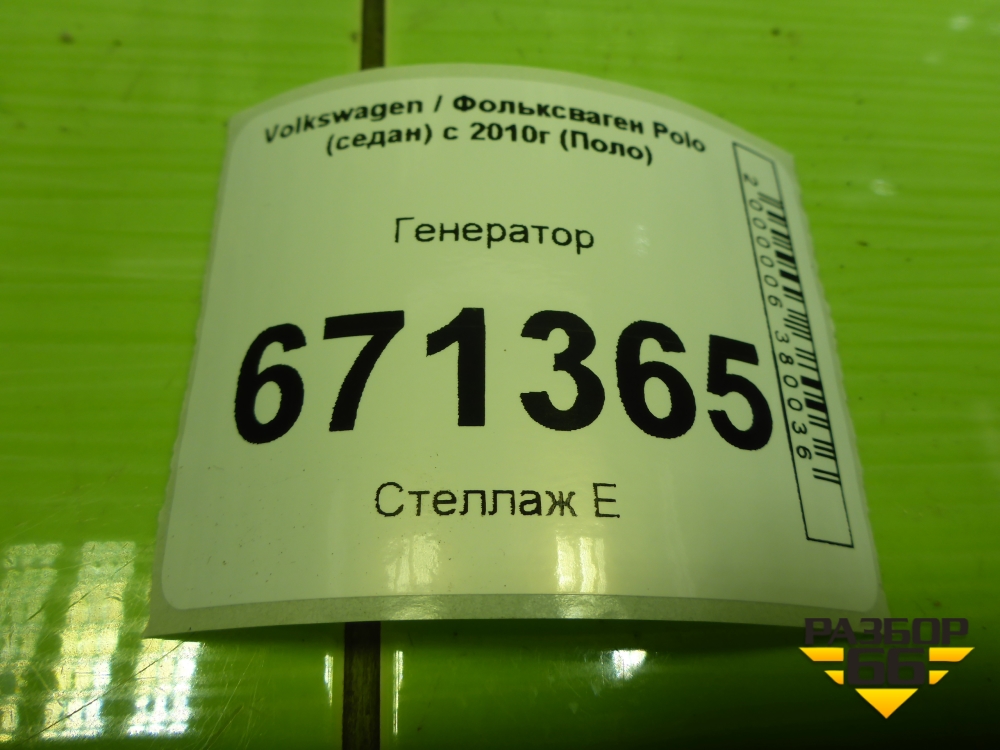 Volkswagen / Фольксваген Polo
(седан) с 2010г (Поло)
Генератор
671365
Стеллаж Е
2000006380036
РАЗБОР
66